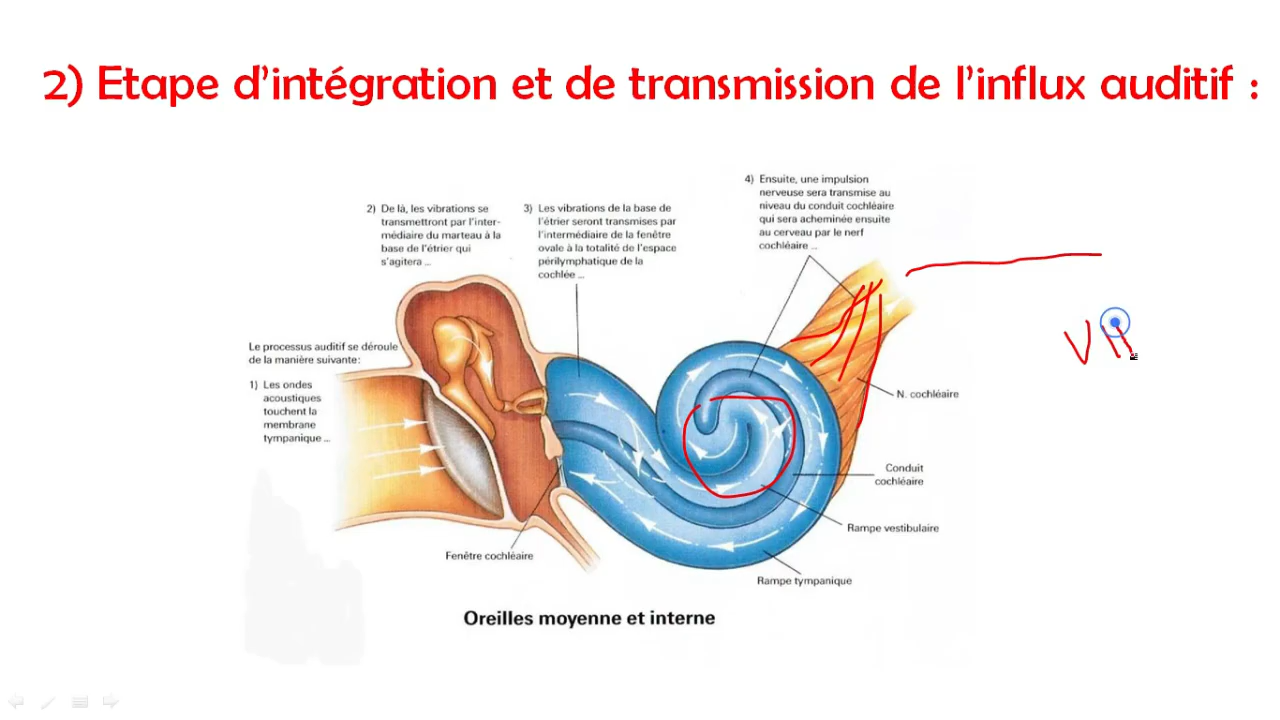 2) Etape d'intégration et de transmission de l'influx auditif :
4) Ensuite, une impulsion
nerveuse sera transmise au
niveau du conduit cochléaire
qui sera acheminée ensuite
au cerveau par le nerf
cochléaire ...
2) De là, les vibrations se
transmettront par l'inter-
médiaire du marteau à la
base de l'étrier qui
s'agitera ...
3) Les vibrations de la base de
l'étrier seront transmises par
l'intermédiaire de la fenêtre
ovale à la totalité de l'espace
périlymphatique de la
cochlée ...
Le processus auditif se déroule
de la manière suivante:
1) Les ondes
acoustiques
touchent la
membrane
tympanique ...
N. cochléaire
Conduit
cochléaire
Rampe vestibulaire
Fenêtre cochléaire
Rampe tympanique
Oreilles moyenne et interne